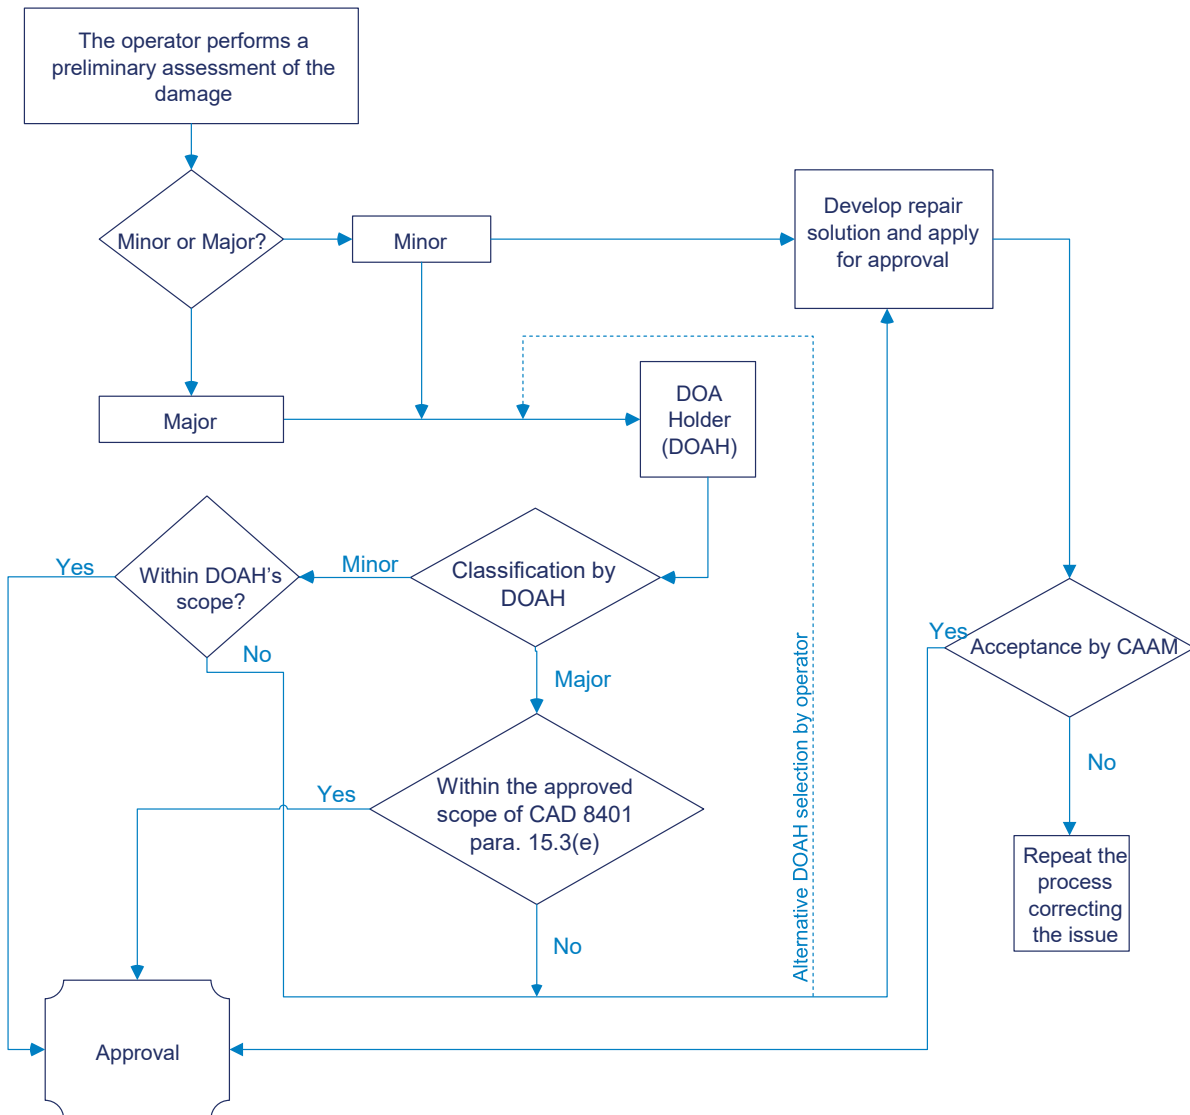 The operator performs a
preliminary assessment of the
damage
Minor or Major?
Minor
Develop repair
solution and apply
for approval
Major
DOA
Holder
(DOAH)
Yes
Within DOAH's
scope?
Minor
Classification by
DOAH
No
Major
Alternative DOAH selection by operator
Yes
Acceptance by CAAM
No
Yes
Within the approved
scope of CAD 8401
para. 15.3(e)
No
Repeat the
process
correcting
the issue
Approval